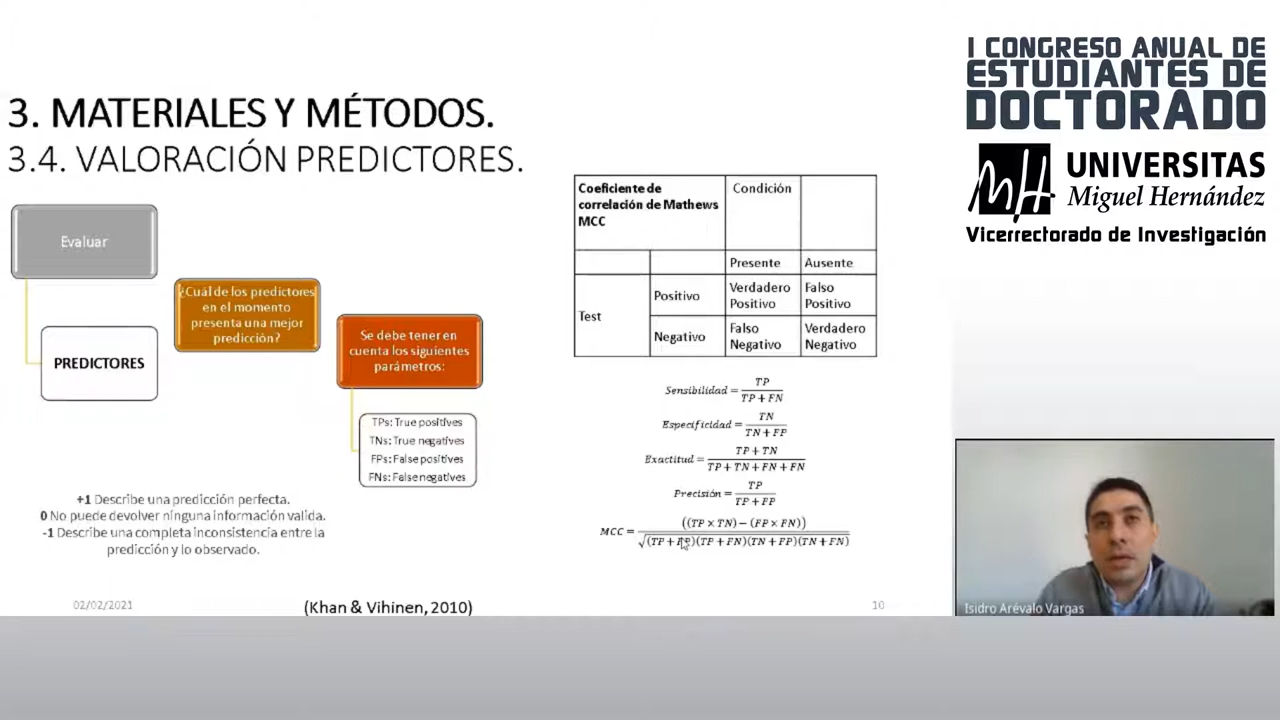 3. MATERIALES Y MÉTODOS.
3.4. VALORACIÓN PREDICTORES.
Evaluar
PREDICTORES
¿Cuál de los predictores
en el momento
presenta una mejor
predicción?
Se debe tener en
cuenta los siguientes
parámetros:
TPs: True positives
TNs: True negatives
FPs: False positives
FNs: False negatives
+1 Describe una predicción perfecta.
0 No puede devolver ninguna información valida.
-1 Describe una completa inconsistencia entre la
predicción y lo observado.
Coeficiente de
correlación de Mathews
MCC
Condición
Presente
Ausente
Test
Positivo
Verdadero
Positivo
Falso
Positivo
Negativo
Falso
Negativo
Verdadero
Negativo
Sensibilidad = TP / TP + FN
Especificidad = TN / TN + FP
Exactitud = TP + TN / TP + TN + FN + FN
Precisión = TP / TP + FP
MCC = ((TP × TN) − (FP × FN)) / √(TP + FP)(TP + FN)(TN + FP)(TN + FN)
02/02/2021
(Khan & Vihinen, 2010)
10
I CONGRESO ANUAL DE
ESTUDIANTES DE
DOCTORADO
UNIVERSITAS
Miguel Hernández
Vicerrectorado de Investigación
Isidro Arévalo Vargas